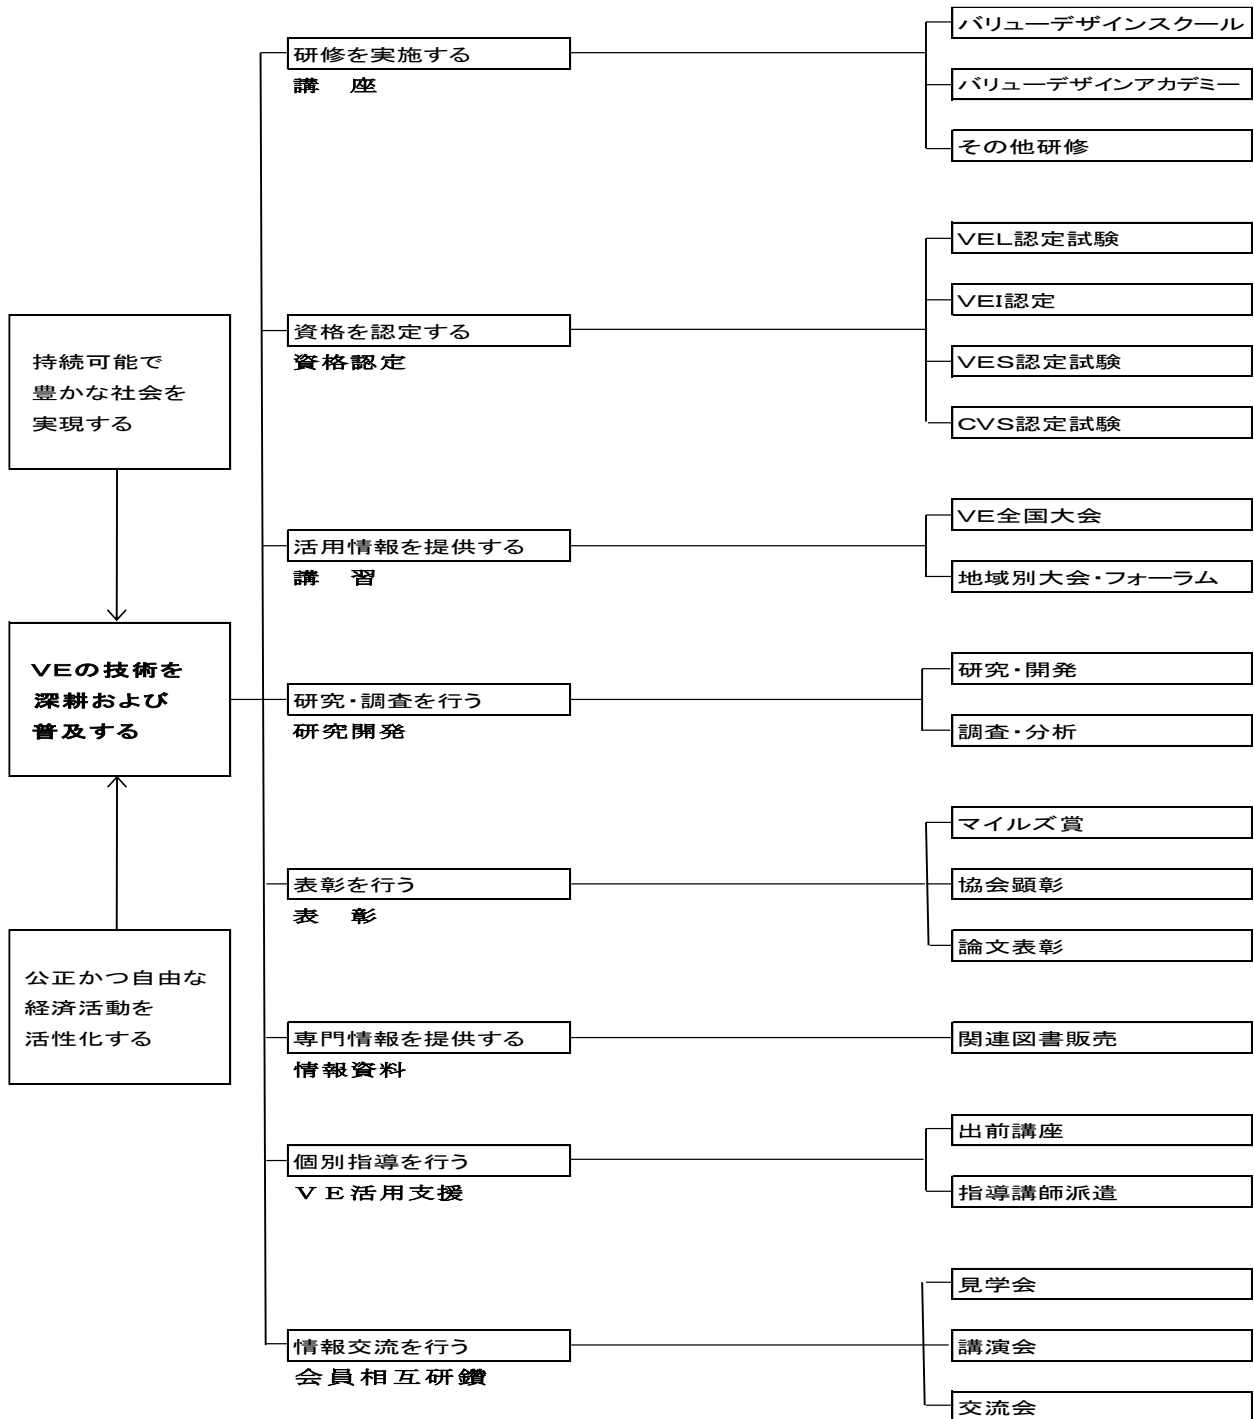 持続可能で
豊かな社会を
実現する
VEの技術を
深耕および
普及する
公正かつ自由な
経済活動を
活性化する
研修を実施する
講 座
バリューデザインスクール
バリューデザインアカデミー
その他研修
資格を認定する
資格認定
VEL認定試験
VEI認定
VES認定試験
CVS認定試験
活用情報を提供する
講 習
VE全国大会
地域別大会・フォーラム
研究・調査を行う
研究開発
研究・開発
調査・分析
表彰を行う
表 彰
マイルズ賞
協会顕彰
論文表彰
専門情報を提供する
情報資料
関連図書販売
個別指導を行う
ＶＥ活用支援
出前講座
指導講師派遣
情報交流を行う
会員相互研鑽
見学会
講演会
交流会